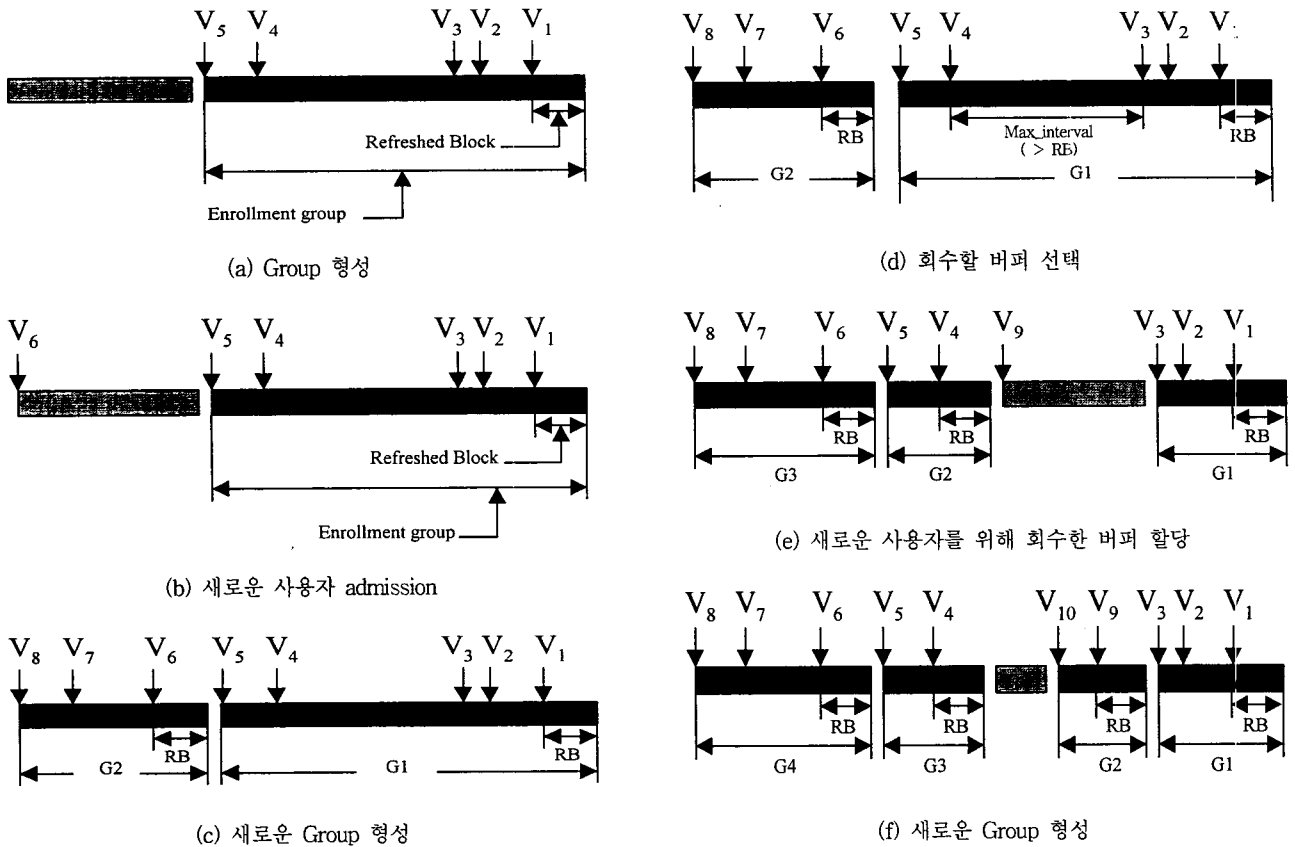 V5 V4 V3 V2 V1
Refreshed Block
Enrollment group
(a) Group 형성
V6 V5 V4 V3 V2 V1
Refreshed Block
Enrollment group
(b) 새로운 사용자 admission
V8 V7 V6 V5 V4 V3 V2 V1
RB RB
G2 G1
(c) 새로운 Group 형성
V8 V7 V6 V5 V4 V3 V2 V
RB Max_interval RB
( > RB)
G2 G1
(d) 회수할 버퍼 선택
V8 V7 V6 V5 V4 V9 V3 V2 V1
RB RB RB
G3 G2 G1
(e) 새로운 사용자를 위해 회수한 버퍼 할당
V8 V7 V6 V5 V4 V10 V9 V3 V2 V1
RB RB RB RB
G4 G3 G2 G1
(f) 새로운 Group 형성